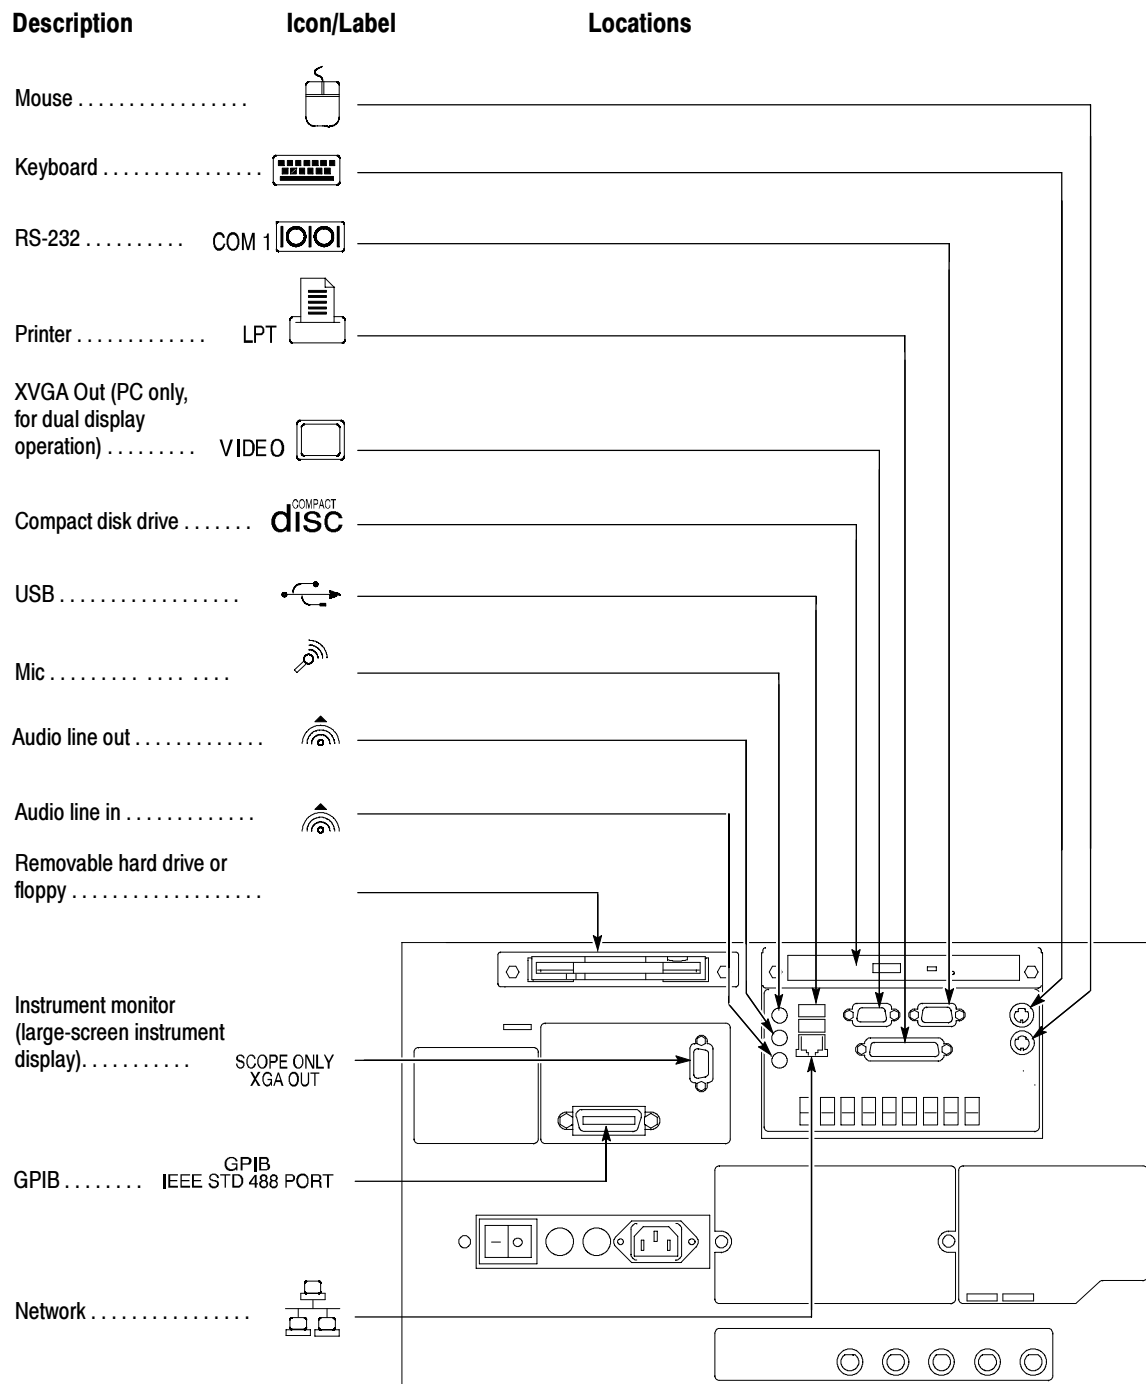 Description Icon/Label Locations
Mouse . . . . . . . . . . . . . . . . .
Keyboard . . . . . . . . . . . . . . . .
RS-232 . . . . . . . . . . COM 1
Printer . . . . . . . . . . . . . LPT
XVGA Out (PC only,
for dual display
operation) . . . . . . . . . VIDEO
Compact disk drive . . . . . . . COMPACT disc
USB . . . . . . . . . . . . . . . . . .
Mic . . . . . . . . . . . . . . . . .
Audio line out . . . . . . . . . . . . .
Audio line in . . . . . . . . . . . . .
Removable hard drive or
floppy . . . . . . . . . . . . . . . . . . .
Instrument monitor
(large-screen instrument
display). . . . . . . . . . . SCOPE ONLY
XGA OUT
GPIB
GPIB . . . . . . . . IEEE STD 488 PORT
Network . . . . . . . . . . . . . . . .